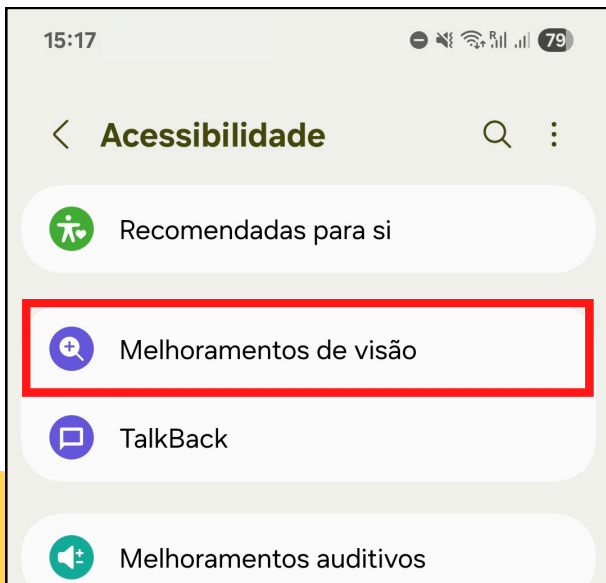 15:17
R
79
Acessibilidade
Recomendadas para si
Melhoramentos de visão
TalkBack
Melhoramentos auditivos